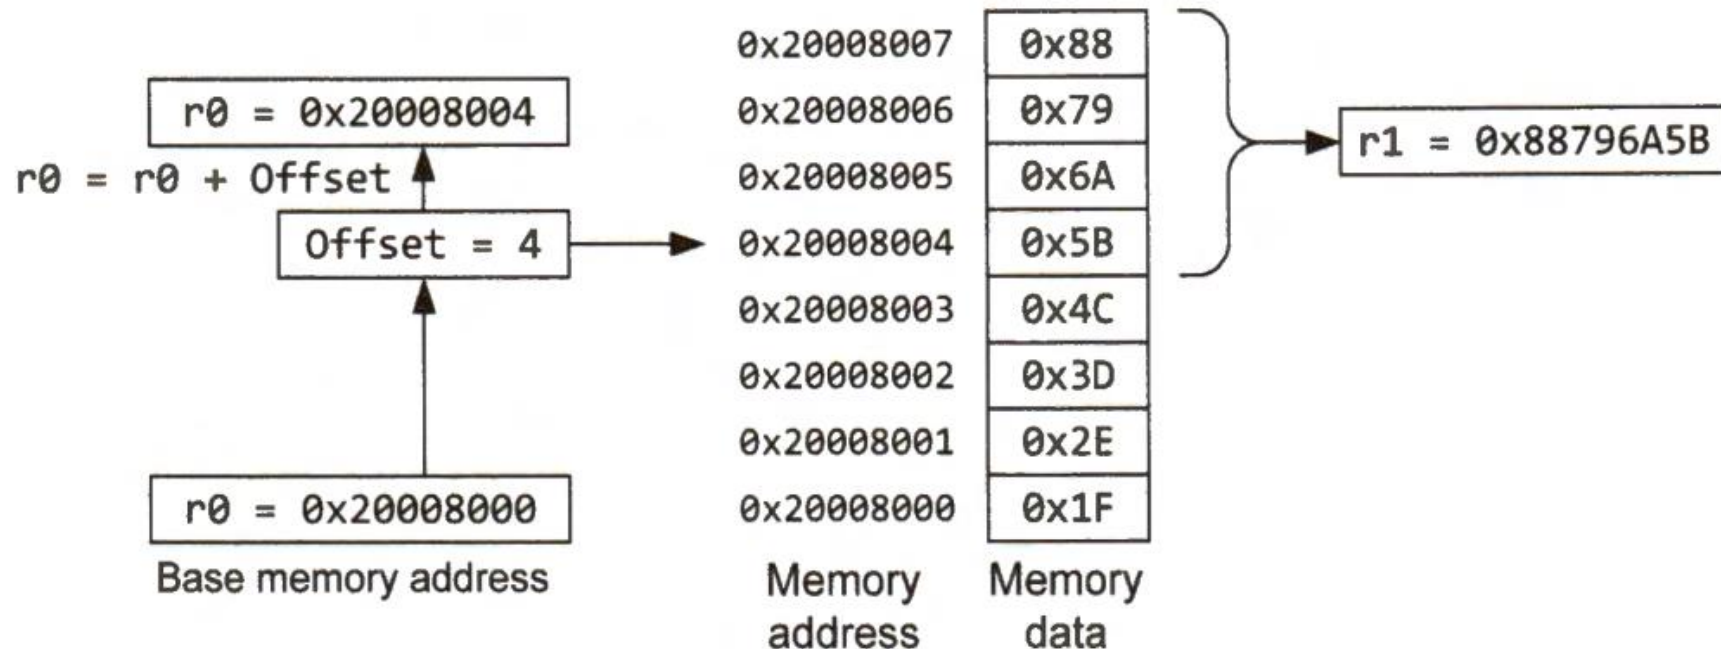 r0 = 0x20008004
r0 = r0 + Offset
Offset = 4
r0 = 0x20008000
Base memory address
0x20008007 0x88
0x20008006 0x79
0x20008005 0x6A
0x20008004 0x5B
0x20008003 0x4C
0x20008002 0x3D
0x20008001 0x2E
0x20008000 0x1F
Memory address
Memory data
r1 = 0x88796A5B